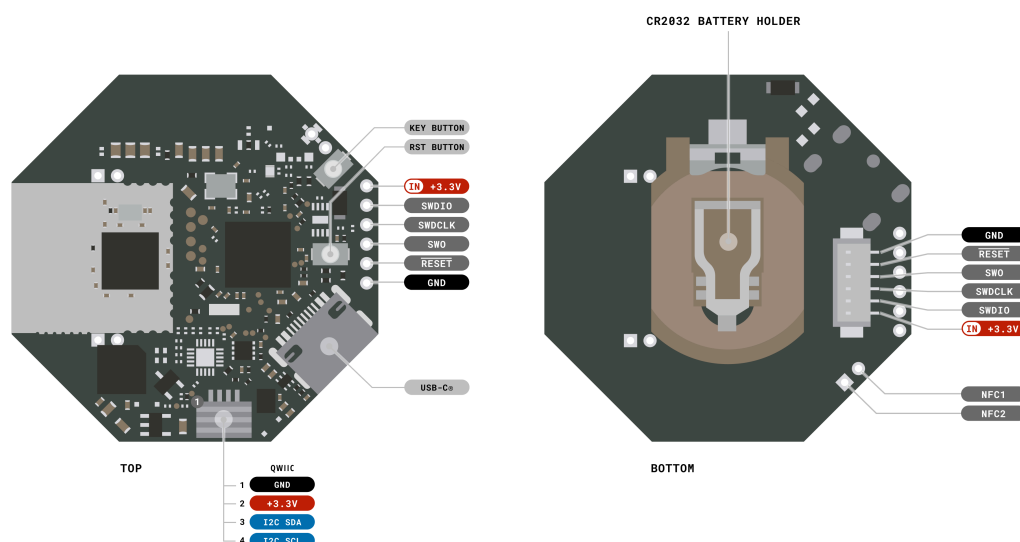 CR2032 BATTERY HOLDER
KEY BUTTON
RST BUTTON
IN +3.3V
SWDIO
SWDCLK
SWO
RESET
GND
USB-C®
1
TOP
QWIIC
1 GND
2 +3.3V
3 I2C SDA
4 I2C SCL
GND
RESET
SWO
SWDCLK
SWDIO
IN +3.3V
NFC1
NFC2
BOTTOM